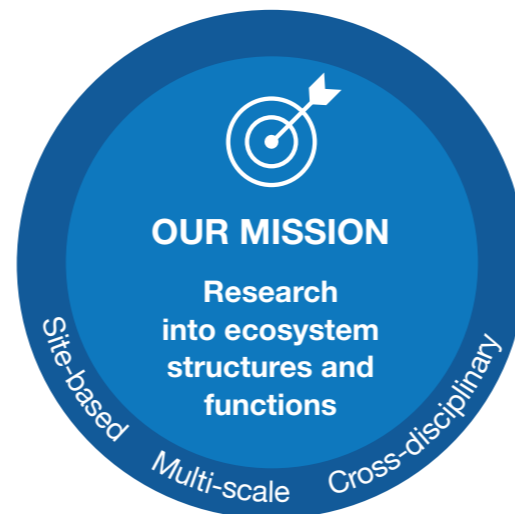 OUR MISSION
Research
into ecosystem
structures and
functions
Site-based
Multi-scale
Cross-disciplinary